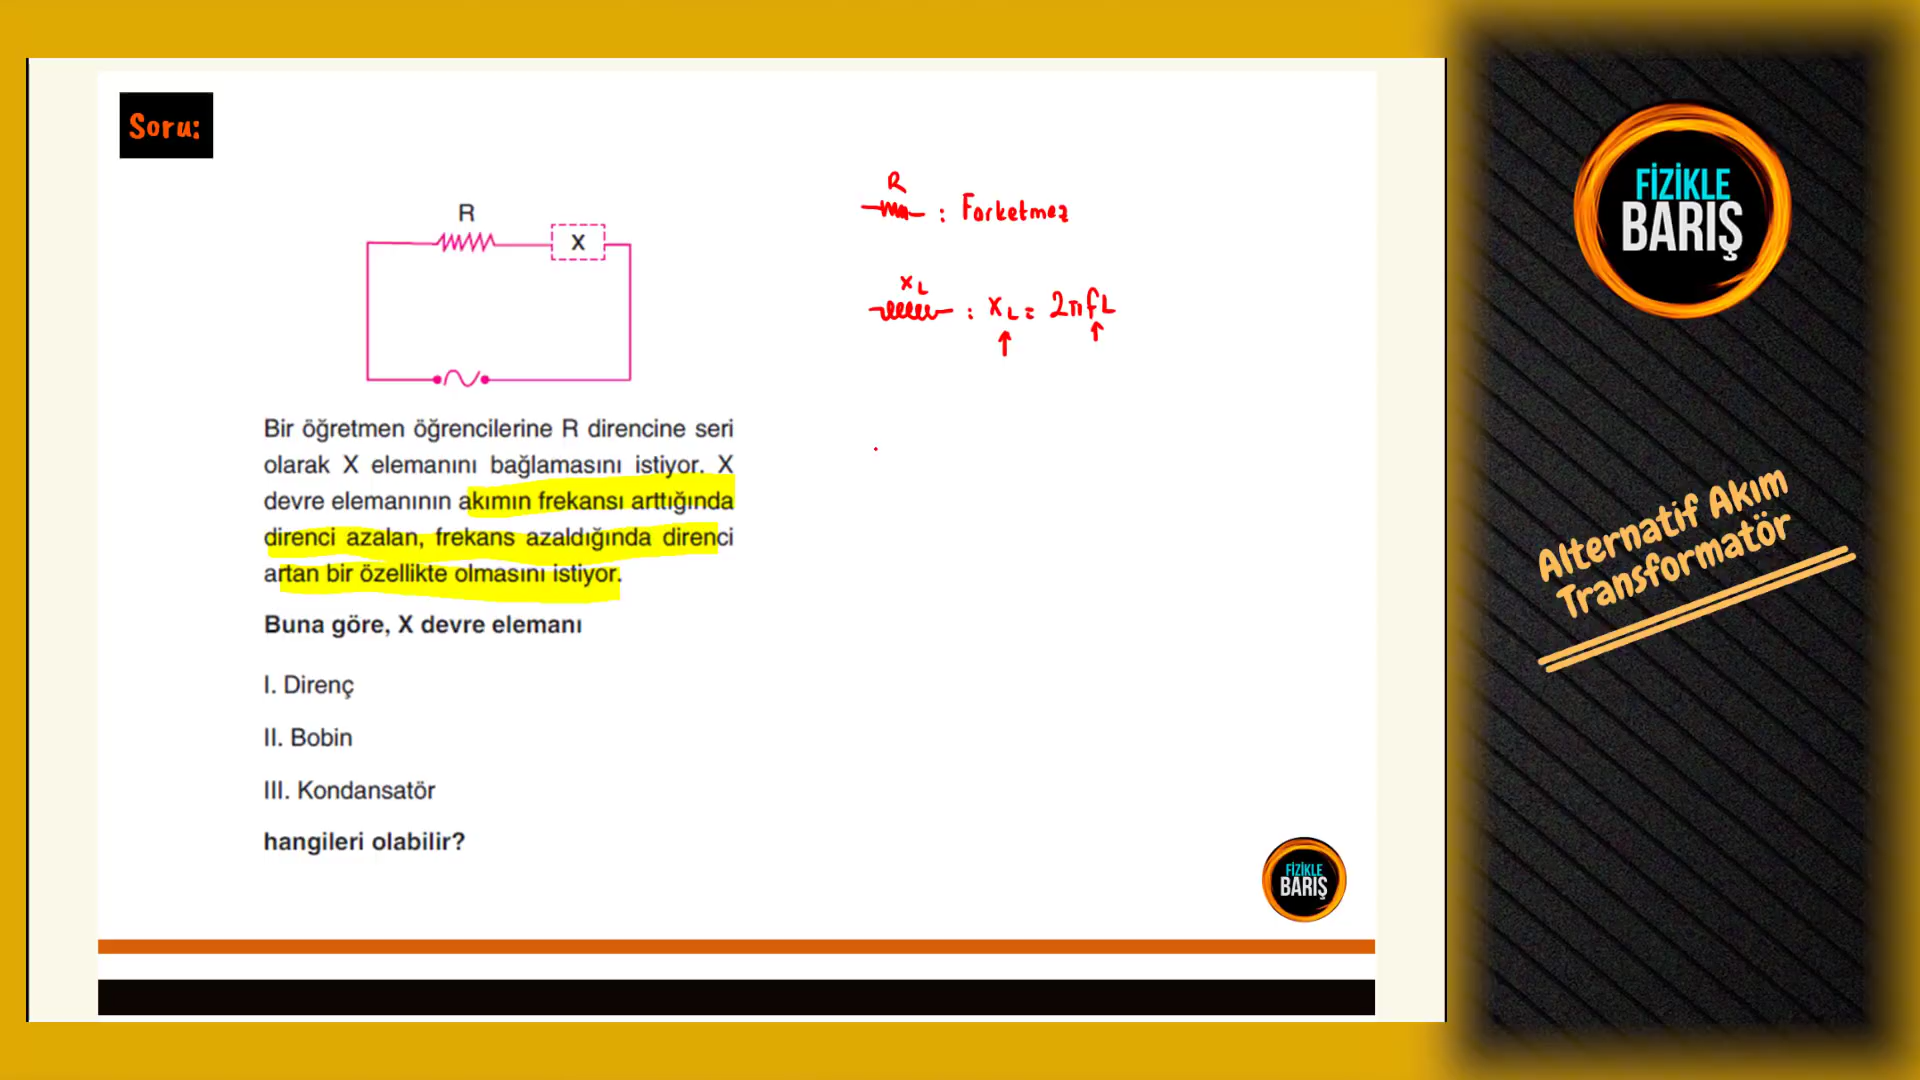 Soru:
R
X
Bir öğretmen öğrencilerine R direncine seri
olarak X elemanını bağlamasını istiyor. X
devre elemanının akımın frekansı arttığında
direnci azalan, frekans azaldığında direnci
artan bir özellikte olmasını istiyor.
Buna göre, X devre elemanı
I. Direnç
II. Bobin
III. Kondansatör
hangileri olabilir?
R
: Farketmez
XL
: XL = 2πfL
FİZİKLE
BARIŞ
FİZİKLE
BARIŞ
Alternatif Akım
Transformatör